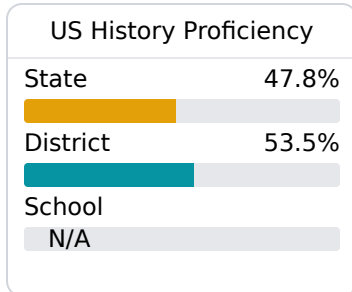 US History Proficiency
State 47.8%
District 53.5%
School
N/A